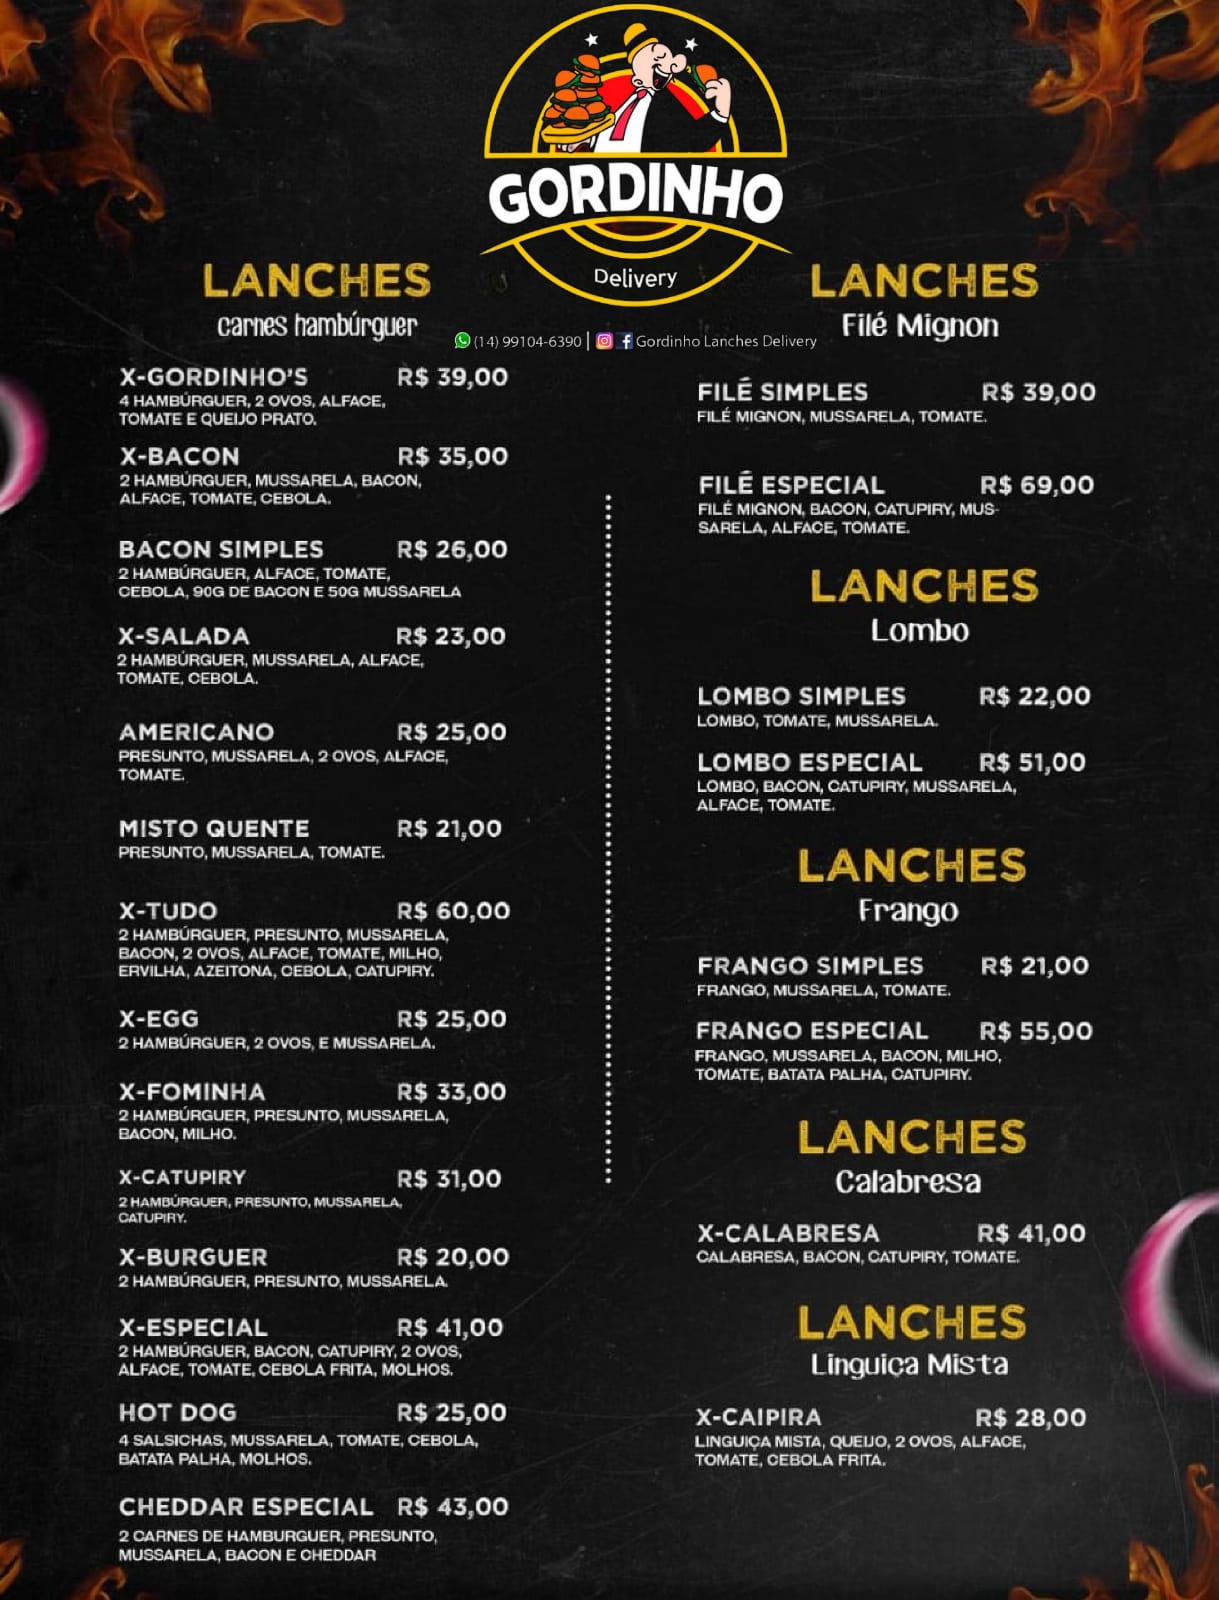 GORDINHO
Delivery
(14) 99104-6390 | Gordinho Lanches Delivery
LANCHES
carnes hambúrguer
X-GORDINHO'S R$ 39,00
4 HAMBÚRGUER, 2 OVOS, ALFACE,
TOMATE E QUEIJO PRATO.
X-BACON R$ 35,00
2 HAMBÚRGUER, MUSSARELA, BACON,
ALFACE, TOMATE, CEBOLA.
BACON SIMPLES R$ 26,00
2 HAMBÚRGUER, ALFACE, TOMATE,
CEBOLA, 90G DE BACON E 50G MUSSARELA
X-SALADA R$ 23,00
2 HAMBÚRGUER, MUSSARELA, ALFACE,
TOMATE, CEBOLA.
AMERICANO R$ 25,00
PRESUNTO, MUSSARELA, 2 OVOS, ALFACE,
TOMATE.
MISTO QUENTE R$ 21,00
PRESUNTO, MUSSARELA, TOMATE.
X-TUDO R$ 60,00
2 HAMBÚRGUER, PRESUNTO, MUSSARELA,
BACON, 2 OVOS, ALFACE, TOMATE, MILHO,
ERVILHA, AZEITONA, CEBOLA, CATUPIRY.
X-EGG R$ 25,00
2 HAMBÚRGUER, 2 OVOS, E MUSSARELA.
X-FOMINHA R$ 33,00
2 HAMBÚRGUER, PRESUNTO, MUSSARELA,
BACON, MILHO.
X-CATUPIRY R$ 31,00
2 HAMBÚRGUER, PRESUNTO, MUSSARELA,
CATUPIRY.
X-BURGUER R$ 20,00
2 HAMBÚRGUER, PRESUNTO, MUSSARELA.
X-ESPECIAL R$ 41,00
2 HAMBÚRGUER, BACON, CATUPIRY, 2 OVOS,
ALFACE, TOMATE, CEBOLA FRITA, MOLHOS.
HOT DOG R$ 25,00
4 SALSICHAS, MUSSARELA, TOMATE, CEBOLA,
BATATA PALHA, MOLHOS.
CHEDDAR ESPECIAL R$ 43,00
2 CARNES DE HAMBURGUER, PRESUNTO,
MUSSARELA, BACON E CHEDDAR
LANCHES
Filé Mignon
FILÉ SIMPLES R$ 39,00
FILÉ MIGNON, MUSSARELA, TOMATE.
FILÉ ESPECIAL R$ 69,00
FILÉ MIGNON, BACON, CATUPIRY, MUS-
SARELA, ALFACE, TOMATE.
LANCHES
Lombo
LOMBO SIMPLES R$ 22,00
LOMBO, TOMATE, MUSSARELA.
LOMBO ESPECIAL R$ 51,00
LOMBO, BACON, CATUPIRY, MUSSARELA,
ALFACE, TOMATE.
LANCHES
Frango
FRANGO SIMPLES R$ 21,00
FRANGO, MUSSARELA, TOMATE.
FRANGO ESPECIAL R$ 55,00
FRANGO, MUSSARELA, BACON, MILHO,
TOMATE, BATATA PALHA, CATUPIRY.
LANCHES
Calabresa
X-CALABRESA R$ 41,00
CALABRESA, BACON, CATUPIRY, TOMATE.
LANCHES
Linguiça Mista
X-CAIPIRA R$ 28,00
LINGUIÇA MISTA, QUEIJO, 2 OVOS, ALFACE,
TOMATE, CEBOLA FRITA.